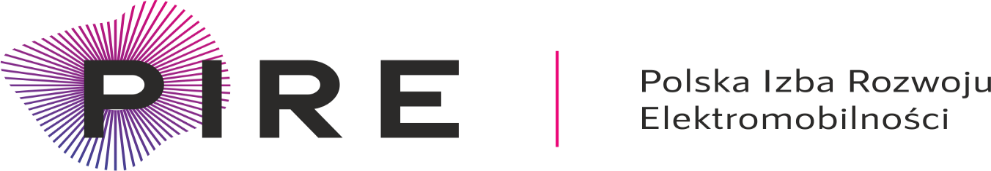 PIRE
Polska Izba Rozwoju
Elektromobilności